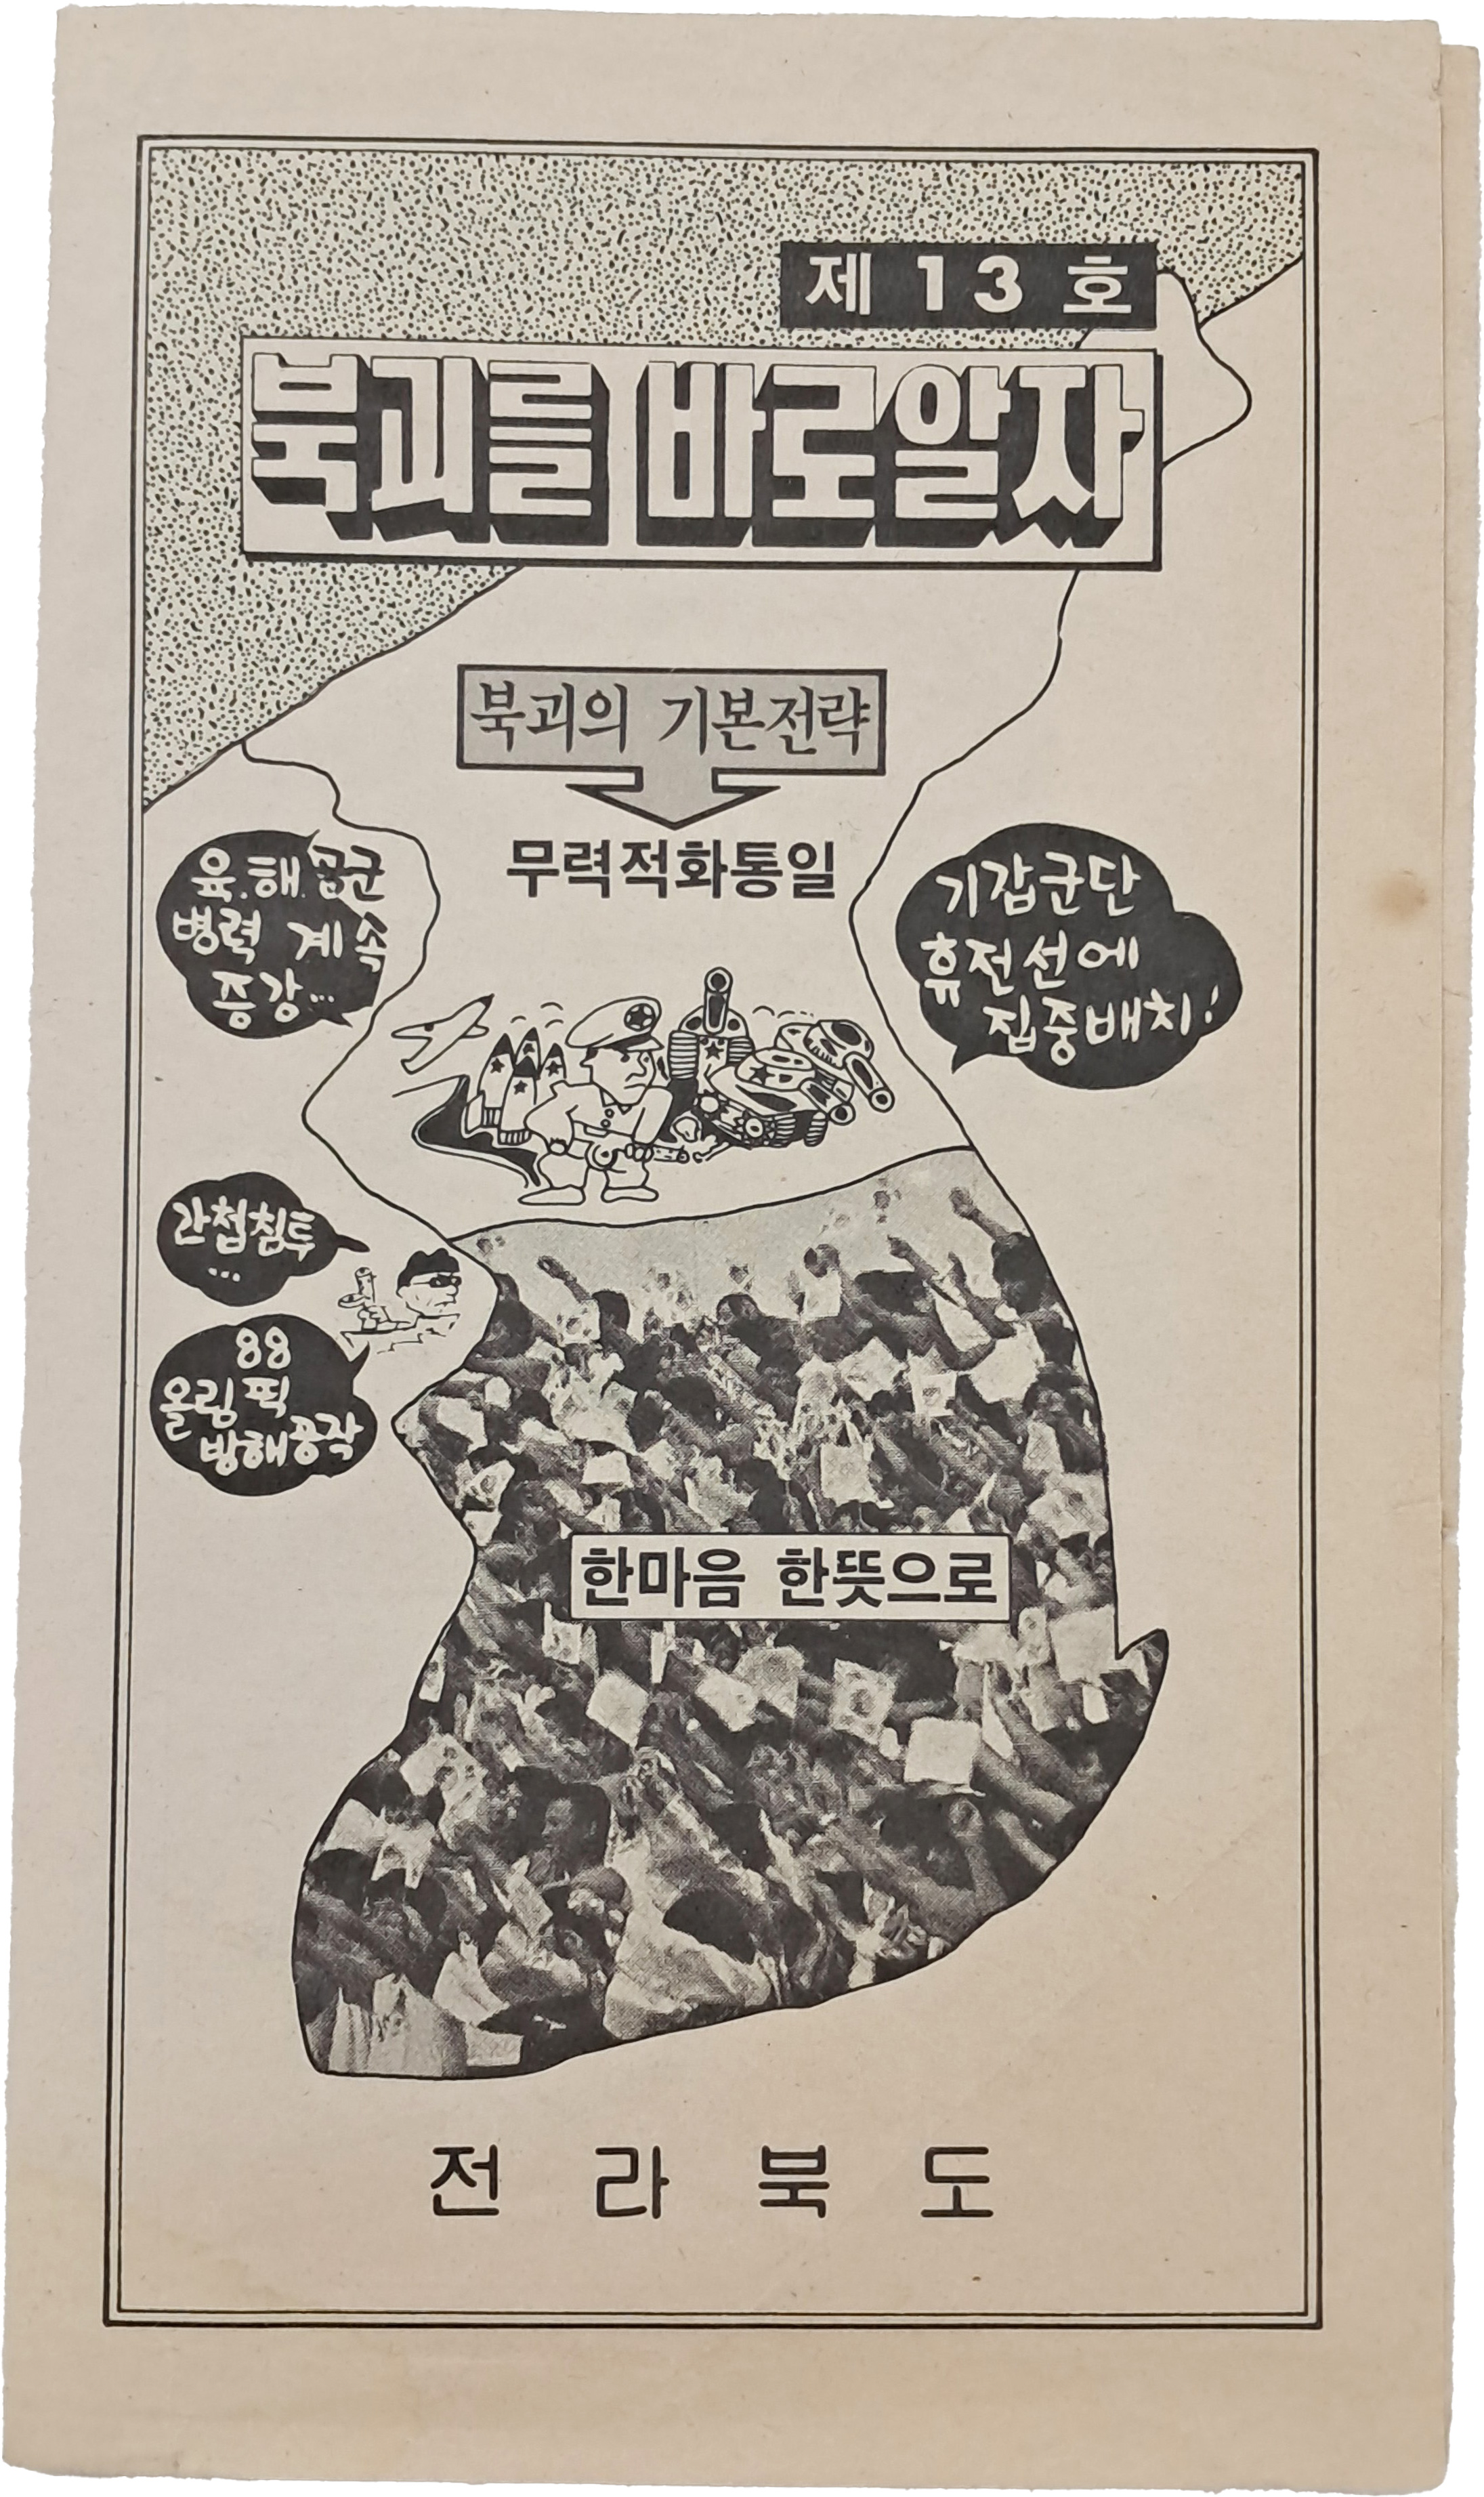 제 13 호
북괴를 바로알자
북괴의 기본전략
무력적화통일
육.해.공군
병력 계속
증강...
기갑군단
휴전선에
집중배치!
간첩침투
...
88
올림픽
방해공작
한마음 한뜻으로
전 라 북 도